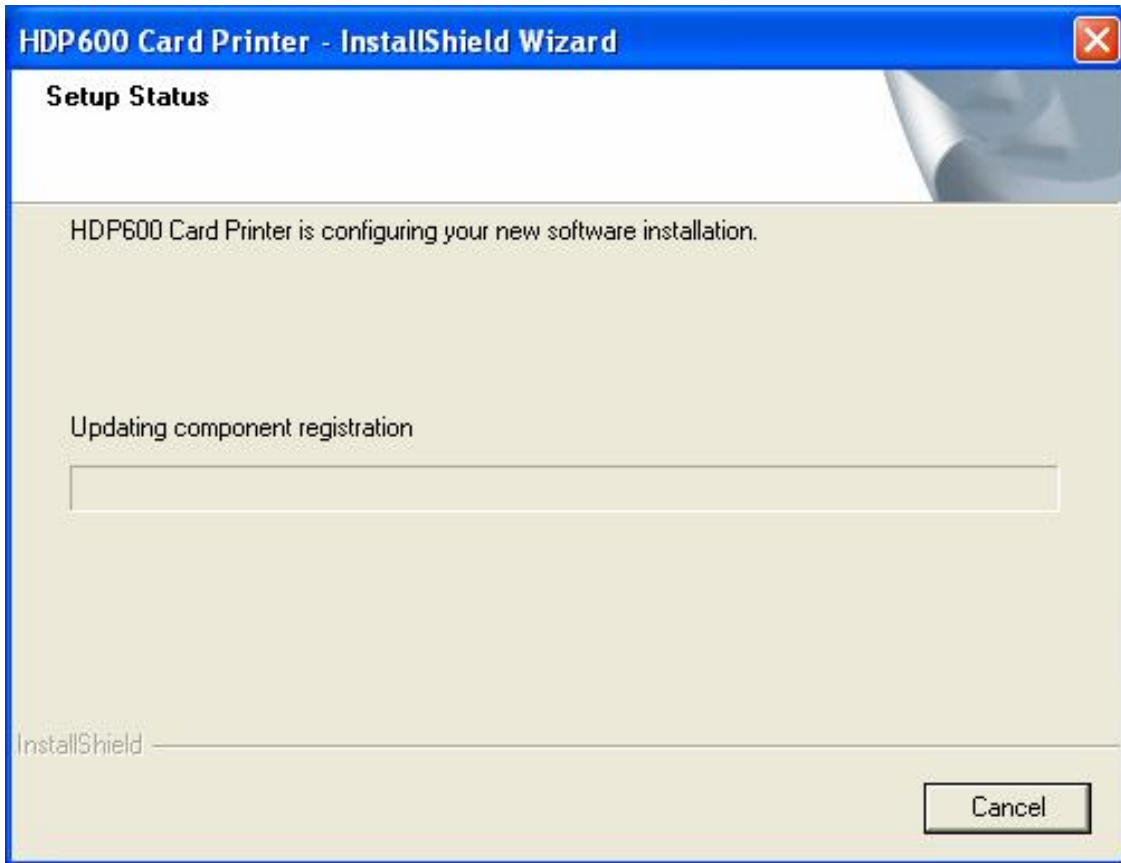 HDP600 Card Printer - InstallShield Wizard
Setup Status
HDP600 Card Printer is configuring your new software installation.
Updating component registration
InstallShield
Cancel